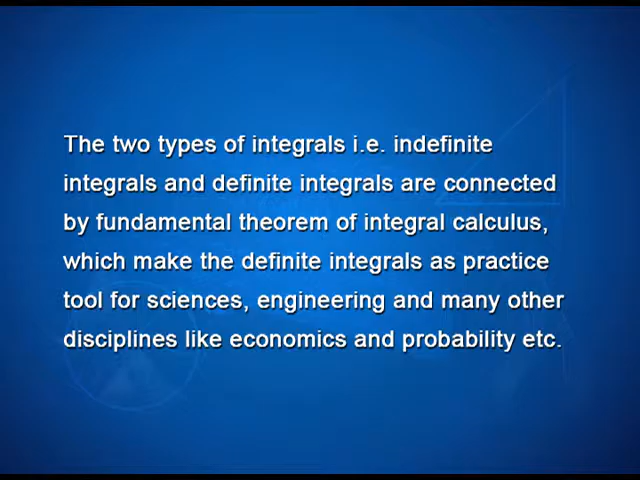 The two types of integrals i.e. indefinite
integrals and definite integrals are connected
by fundamental theorem of integral calculus,
which make the definite integrals as practice
tool for sciences, engineering and many other
disciplines like economics and probability etc.